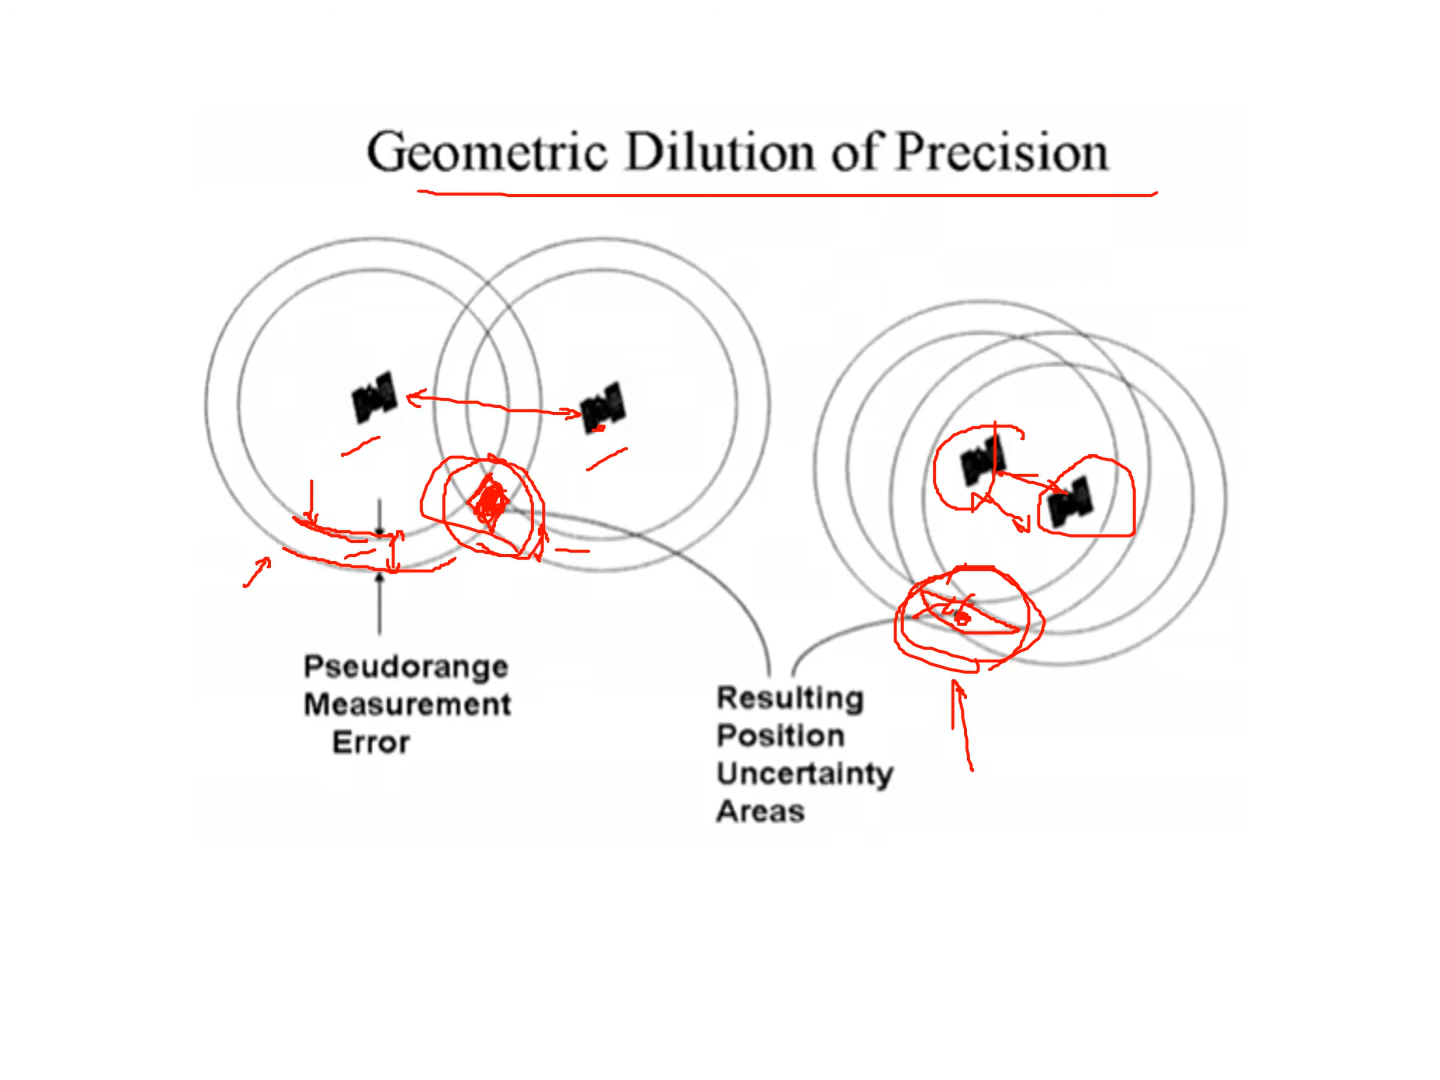 Geometric Dilution of Precision
Pseudorange
Measurement
Error
Resulting
Position
Uncertainty
Areas